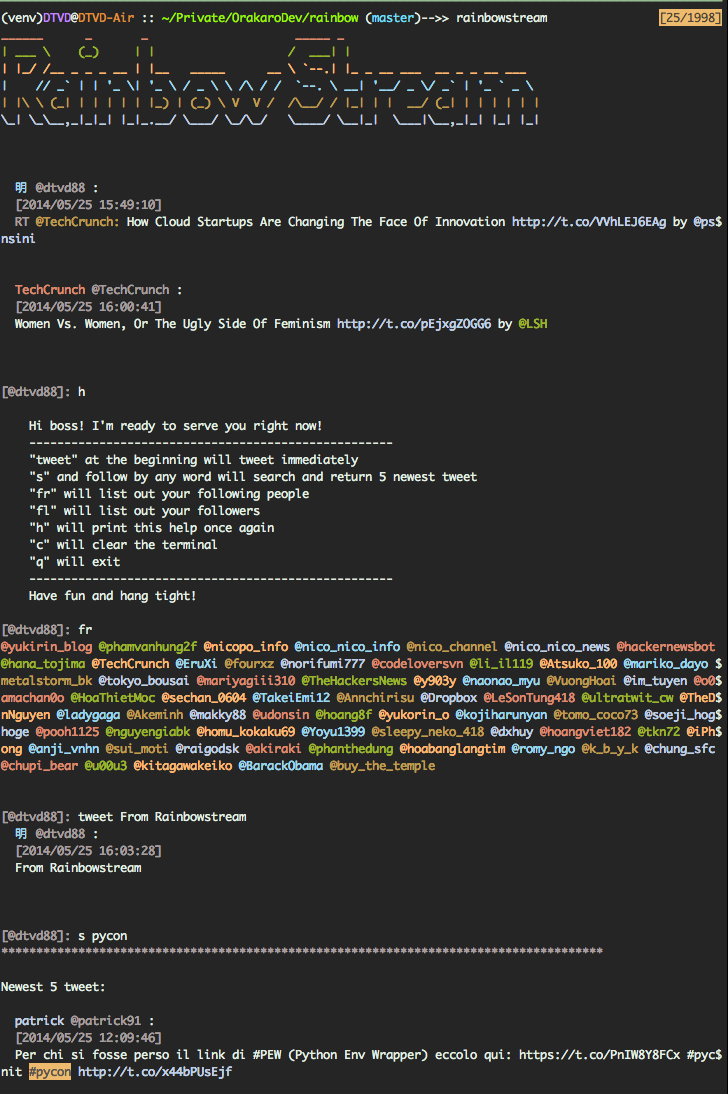 (venv)DTVD@DTVD-Air :: ~/Private/OrakaroDev/rainbow (master)-->> rainbowstream [25/1998]
RainbowStream
明 @dtvd88 :
[2014/05/25 15:49:10]
RT @TechCrunch: How Cloud Startups Are Changing The Face Of Innovation http://t.co/VVhLEJ6EAg by @ps$
nsini
TechCrunch @TechCrunch :
[2014/05/25 16:00:41]
Women Vs. Women, Or The Ugly Side Of Feminism http://t.co/pEjxgZOGG6 by @LSH
[@dtvd88]: h
Hi boss! I'm ready to serve you right now!
----------------------------------------------------
"tweet" at the beginning will tweet immediately
"s" and follow by any word will search and return 5 newest tweet
"fr" will list out your following people
"fl" will list out your followers
"h" will print this help once again
"c" will clear the terminal
"q" will exit
----------------------------------------------------
Have fun and hang tight!
[@dtvd88]: fr
@yukirin_blog @phamvanhung2f @nicopo_info @nico_nico_info @nico_channel @nico_nico_news @hackernewsbot
@hana_tojima @TechCrunch @EruXi @fourxz @norifumi777 @codeloversvn @li_il119 @Atsuko_100 @mariko_dayo $
metalstorm_bk @tokyo_bousai @mariyagiii310 @TheHackersNews @y903y @naonao_myu @VuongHoai @im_tuyen @o0$
amachan0o @HoaThietMoc @sechan_0604 @TakeiEmi12 @Annchirisu @Dropbox @LeSonTung418 @ultratwit_cw @TheD$
nNguyen @ladygaga @Akeminh @makky88 @udonsin @hoang8f @yukorin_o @kojiharunyan @tomo_coco73 @soeji_hog$
hoge @pooh1125 @nguyengiabk @homu_kokaku69 @Yoyu1399 @sleepy_neko_418 @dxhuy @hoangviet182 @tkn72 @iPh$
ong @anji_vnhn @sui_moti @raigodsk @akiraki @phanthedung @hoabanglangtim @romy_ngo @k_b_y_k @chung_sfc
@chupi_bear @u00u3 @kitagawakeiko @BarackObama @buy_the_temple
[@dtvd88]: tweet From Rainbowstream
明 @dtvd88 :
[2014/05/25 16:03:28]
From Rainbowstream
[@dtvd88]: s pycon
**************************************************************************************
Newest 5 tweet:
patrick @patrick91 :
[2014/05/25 12:09:46]
Per chi si fosse perso il link di #PEW (Python Env Wrapper) eccolo qui: https://t.co/PnIW8Y8FCx #pyc$
nit #pycon http://t.co/x44bPUsEjf